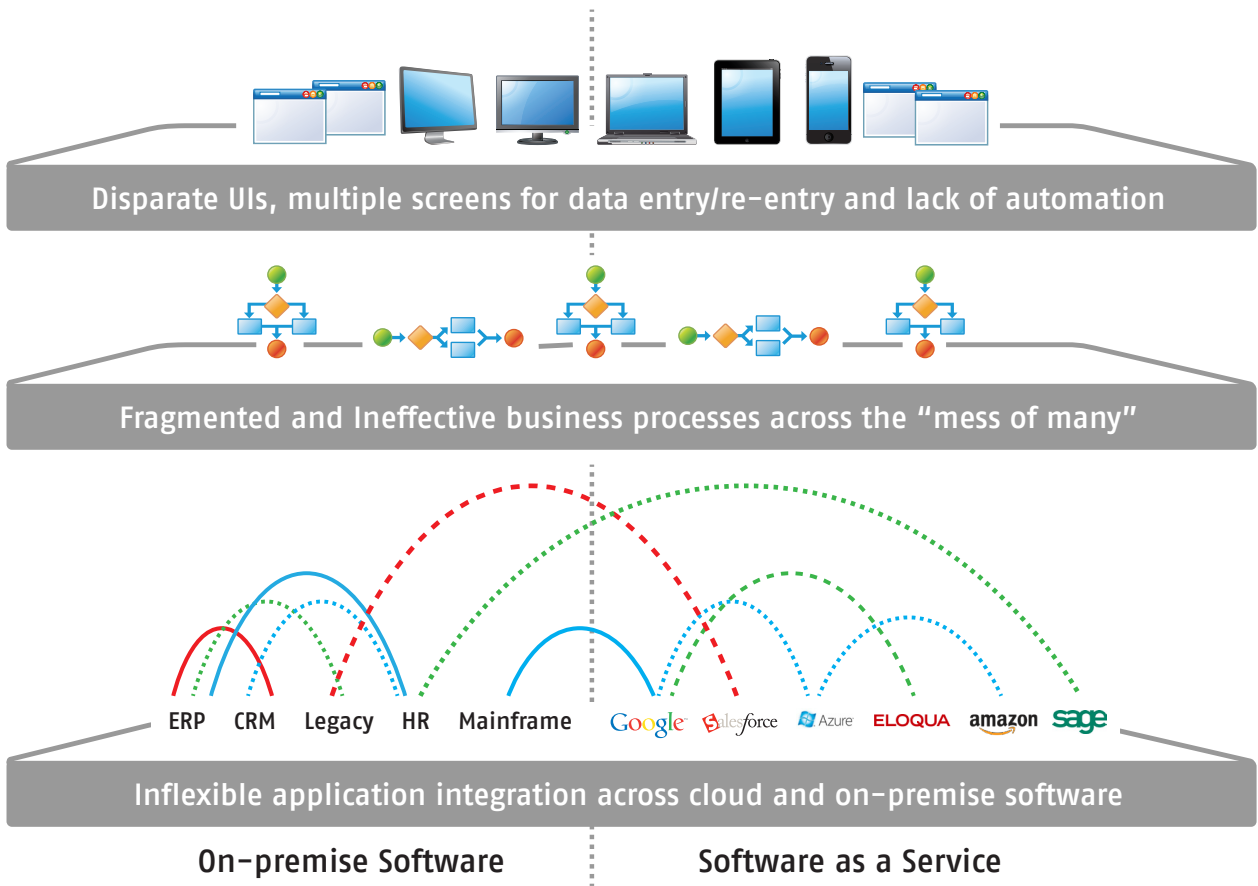 Disparate UIs, multiple screens for data entry/re-entry and lack of automation
Fragmented and Ineffective business processes across the “mess of many”
ERP CRM Legacy HR Mainframe Google salesforce Azure ELOQUA amazon sage
Inflexible application integration across cloud and on-premise software
On-premise Software Software as a Service